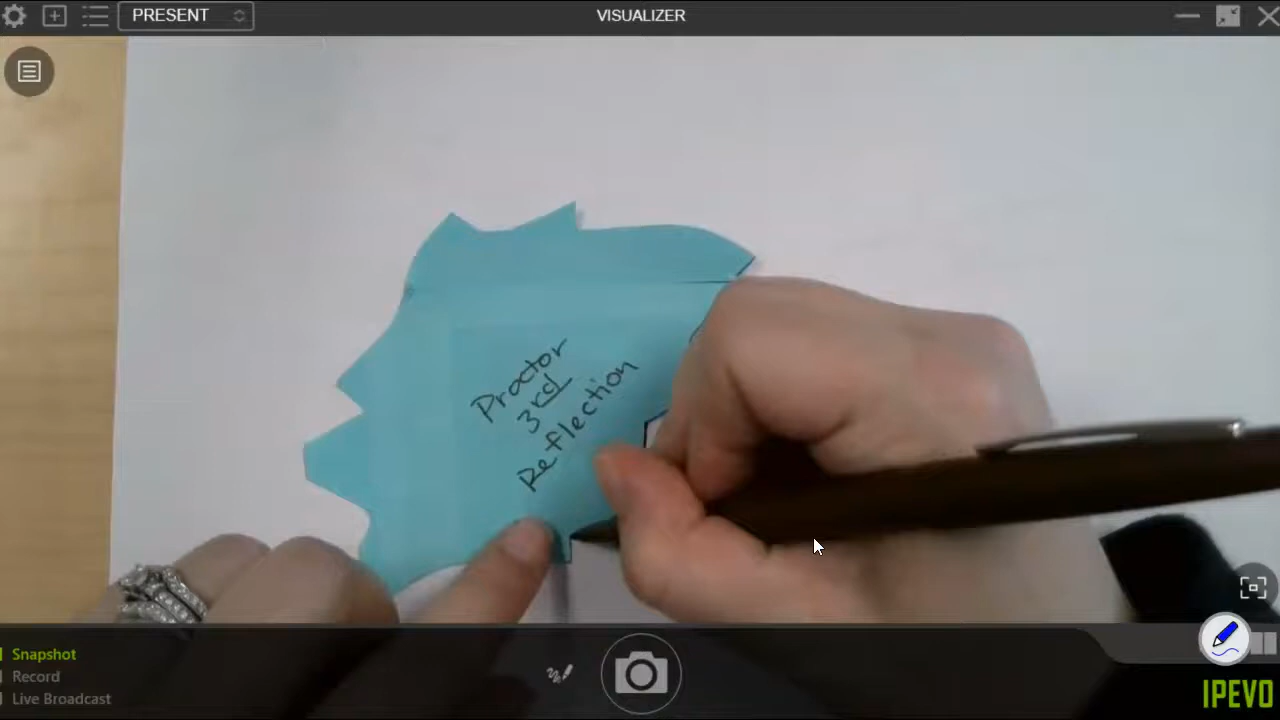 PRESENT
VISUALIZER
Proctor
3rd
Reflection
Snapshot
Record
Live Broadcast
IPEVO